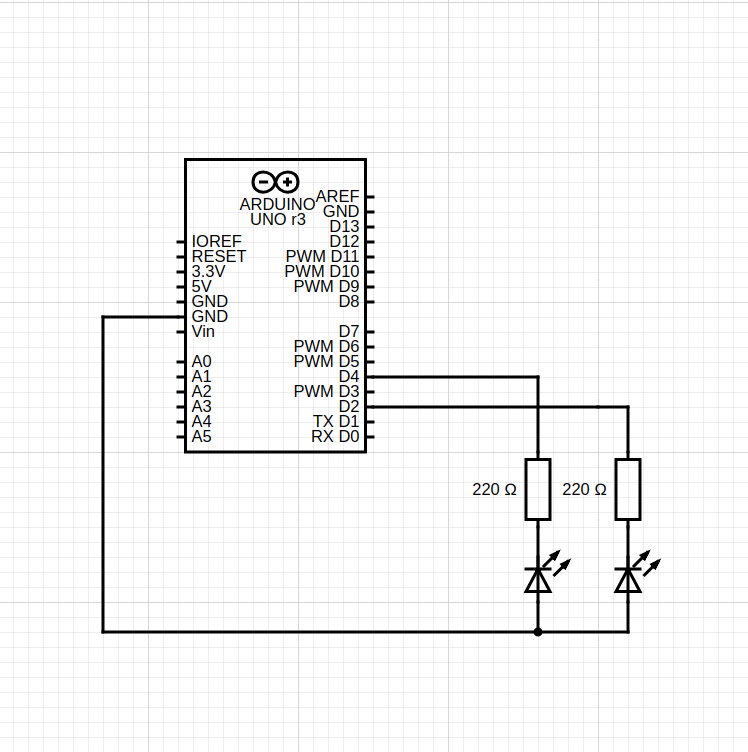 ARDUINO
UNO r3
IOREF
RESET
3.3V
5V
GND
GND
Vin
A0
A1
A2
A3
A4
A5
AREF
GND
D13
D12
PWM D11
PWM D10
PWM D9
D8
D7
PWM D6
PWM D5
D4
PWM D3
D2
TX D1
RX D0
220 Ω
220 Ω